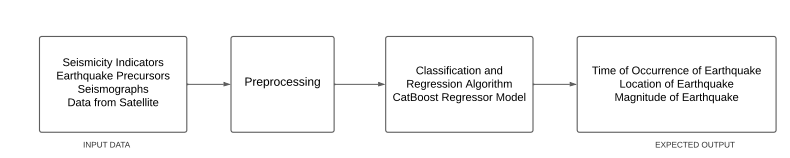 Seismicity Indicators
Earthquake Precursors
Seismographs
Data from Satellite
Preprocessing
Classification and
Regression Algorithm
CatBoost Regressor Model
Time of Occurrence of Earthquake
Location of Earthquake
Magnitude of Earthquake
INPUT DATA
EXPECTED OUTPUT